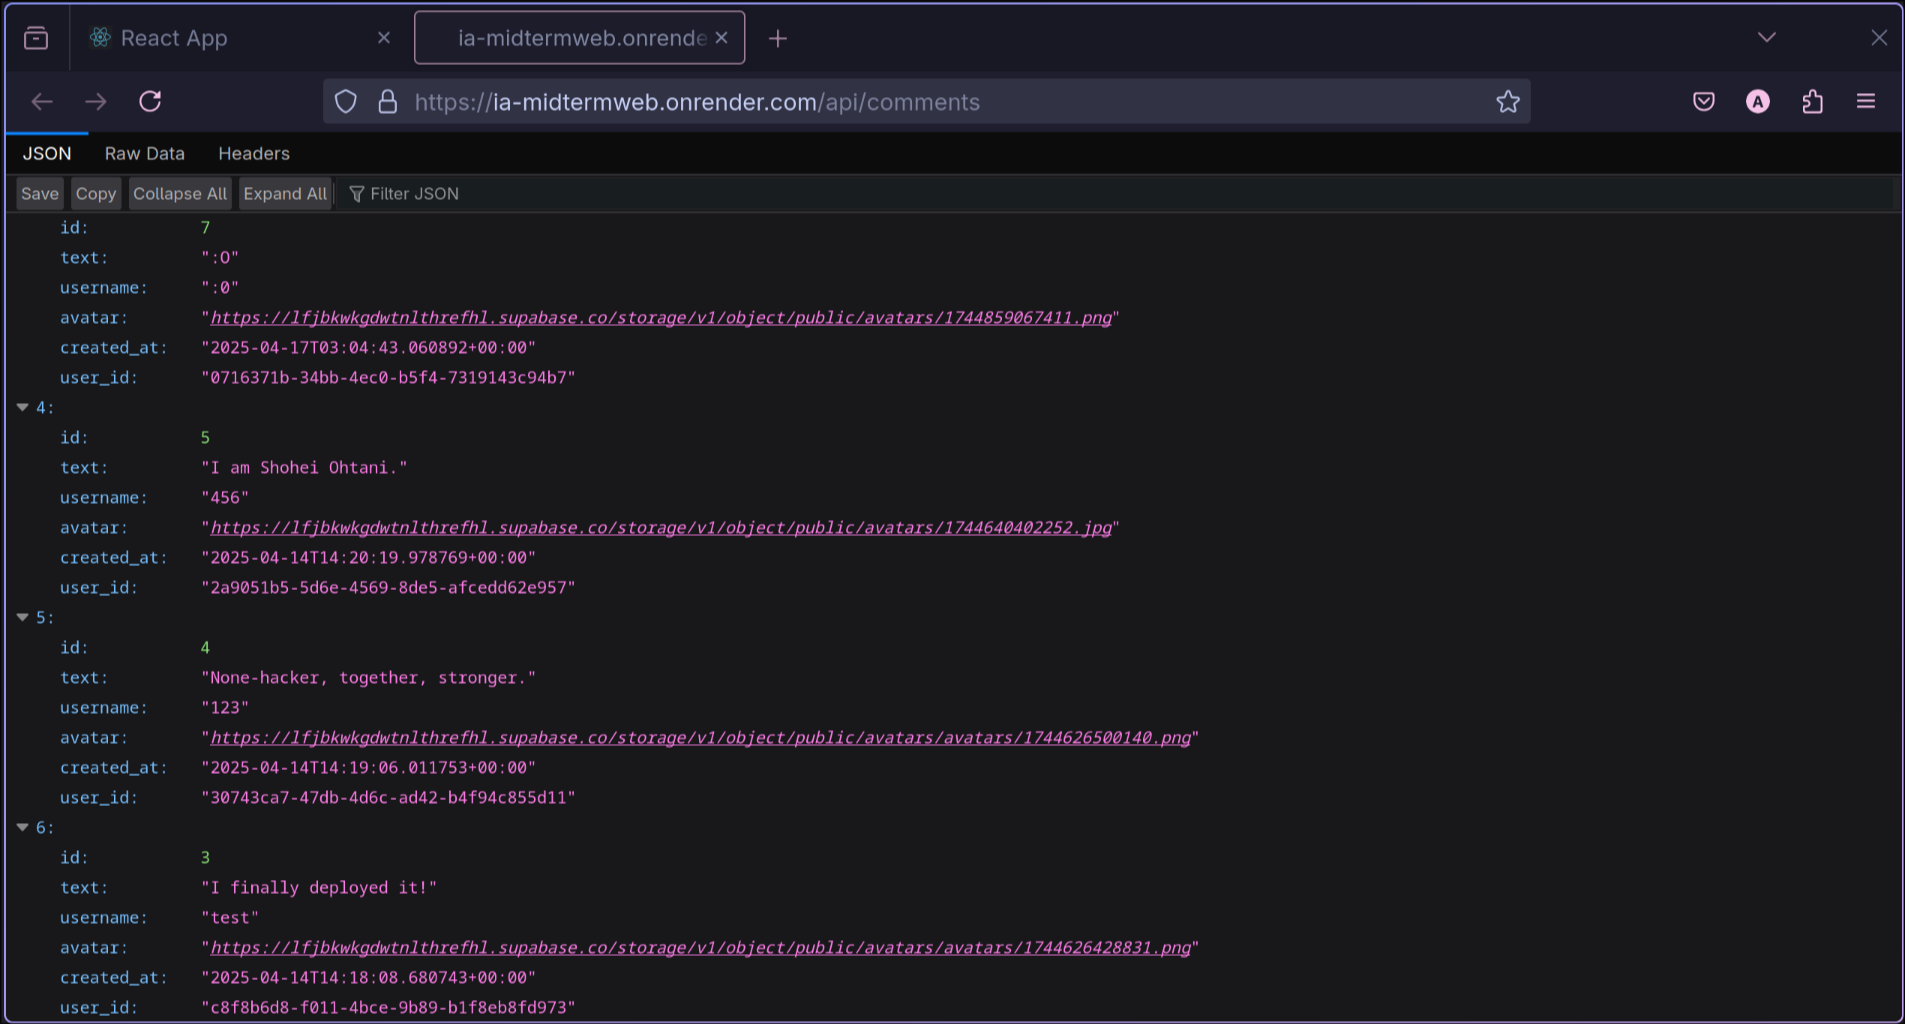 React App
ia-midtermweb.onrende
https://ia-midtermweb.onrender.com/api/comments
A
JSON Raw Data Headers
Save Copy Collapse All Expand All Filter JSON
id: 7
text: ":O"
username: ":0"
avatar: "https://lfjbkwkgdwtnlthrefhl.supabase.co/storage/v1/object/public/avatars/1744859067411.png"
created_at: "2025-04-17T03:04:43.060892+00:00"
user_id: "0716371b-34bb-4ec0-b5f4-7319143c94b7"
4:
id: 5
text: "I am Shohei Ohtani."
username: "456"
avatar: "https://lfjbkwkgdwtnlthrefhl.supabase.co/storage/v1/object/public/avatars/1744640402252.jpg"
created_at: "2025-04-14T14:20:19.978769+00:00"
user_id: "2a9051b5-5d6e-4569-8de5-afcedd62e957"
5:
id: 4
text: "None-hacker, together, stronger."
username: "123"
avatar: "https://lfjbkwkgdwtnlthrefhl.supabase.co/storage/v1/object/public/avatars/avatars/1744626500140.png"
created_at: "2025-04-14T14:19:06.011753+00:00"
user_id: "30743ca7-47db-4d6c-ad42-b4f94c855d11"
6:
id: 3
text: "I finally deployed it!"
username: "test"
avatar: "https://lfjbkwkgdwtnlthrefhl.supabase.co/storage/v1/object/public/avatars/avatars/1744626428831.png"
created_at: "2025-04-14T14:18:08.680743+00:00"
user_id: "c8f8b6d8-f011-4bce-9b89-b1f8eb8fd973"